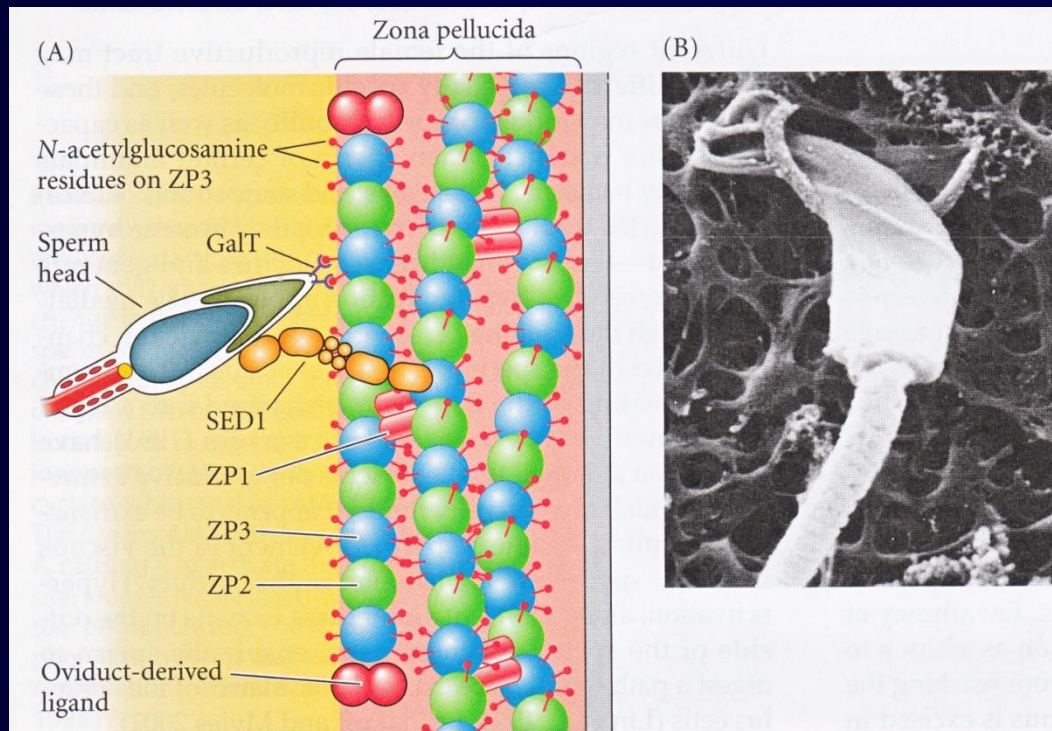 (A)
Zona pellucida
(B)
N-acetylglucosamine
residues on ZP3
Sperm
head
GalT
SED1
ZP1
ZP3
ZP2
Oviduct-derived
ligand